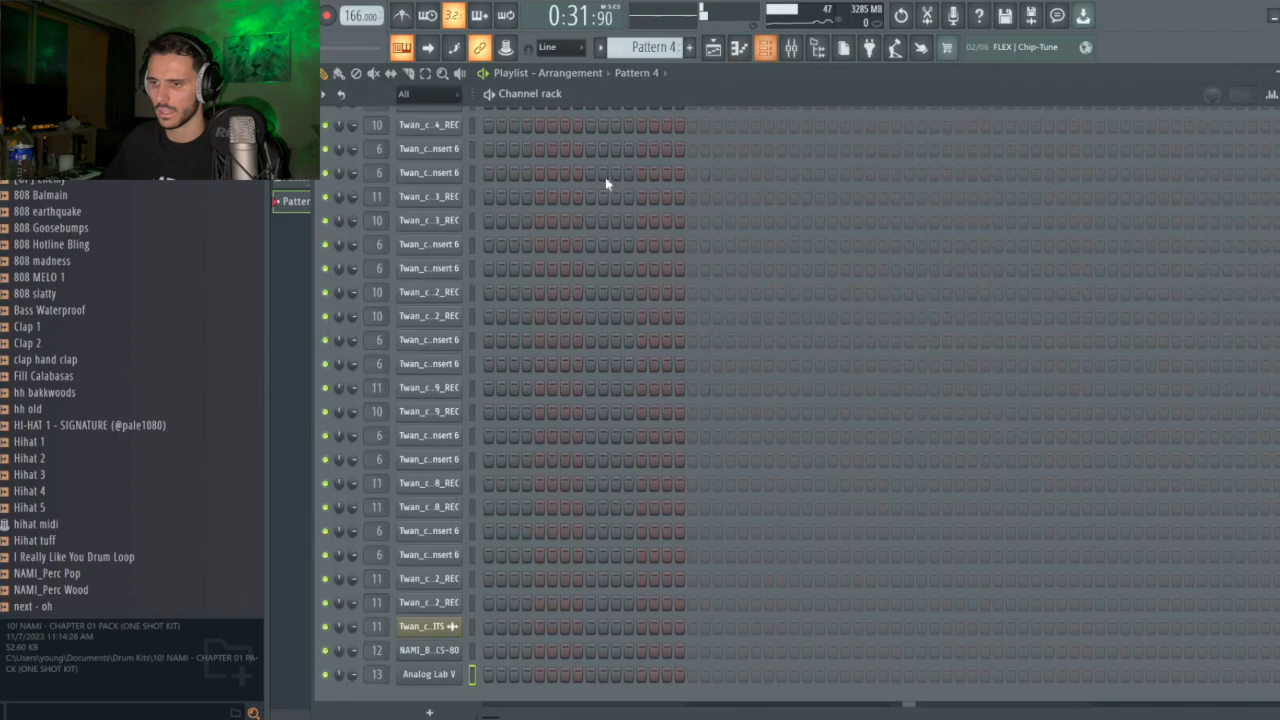 166.000
3.2.
0:31:90
M:S:CS
47
3285 MB
0
Line
Pattern 4
02/06 FLEX | Chip-Tune
Playlist - Arrangement › Pattern 4 ›
All
Channel rack
808 Balmain
808 earthquake
808 Goosebumps
808 Hotline Bling
808 madness
808 MELO 1
808 slatty
Bass Waterproof
Clap 1
Clap 2
clap hand clap
Fill Calabasas
hh bakkwoods
hh old
HI-HAT 1 - SIGNATURE (@pale1080)
Hihat 1
Hihat 2
Hihat 3
Hihat 4
Hihat 5
hihat midi
Hihat tuff
I Really Like You Drum Loop
NAMI_Perc Pop
NAMI_Perc Wood
next - oh
10! NAMI - CHAPTER 01 PACK (ONE SHOT KIT)
11/7/2023 11:14:28 AM
52.60 KB
C:\Users\young\Documents\Drum Kits\10! NAMI - CHAPTER 01 PA-
CK (ONE SHOT KIT)
Patter
10 Twan_c..4_REC
6 Twan_c..nsert 6
6 Twan_c..nsert 6
11 Twan_c..3_REC
10 Twan_c..3_REC
6 Twan_c..nsert 6
6 Twan_c..nsert 6
10 Twan_c..2_REC
10 Twan_c..2_REC
6 Twan_c..nsert 6
6 Twan_c..nsert 6
11 Twan_c..9_REC
10 Twan_c..9_REC
6 Twan_c..nsert 6
6 Twan_c..nsert 6
11 Twan_c..8_REC
11 Twan_c..8_REC
6 Twan_c..nsert 6
6 Twan_c..nsert 6
11 Twan_c..2_REC
11 Twan_c..2_REC
11 Twan_c..ITS
12 NAMI_B..CS-80
13 Analog Lab V